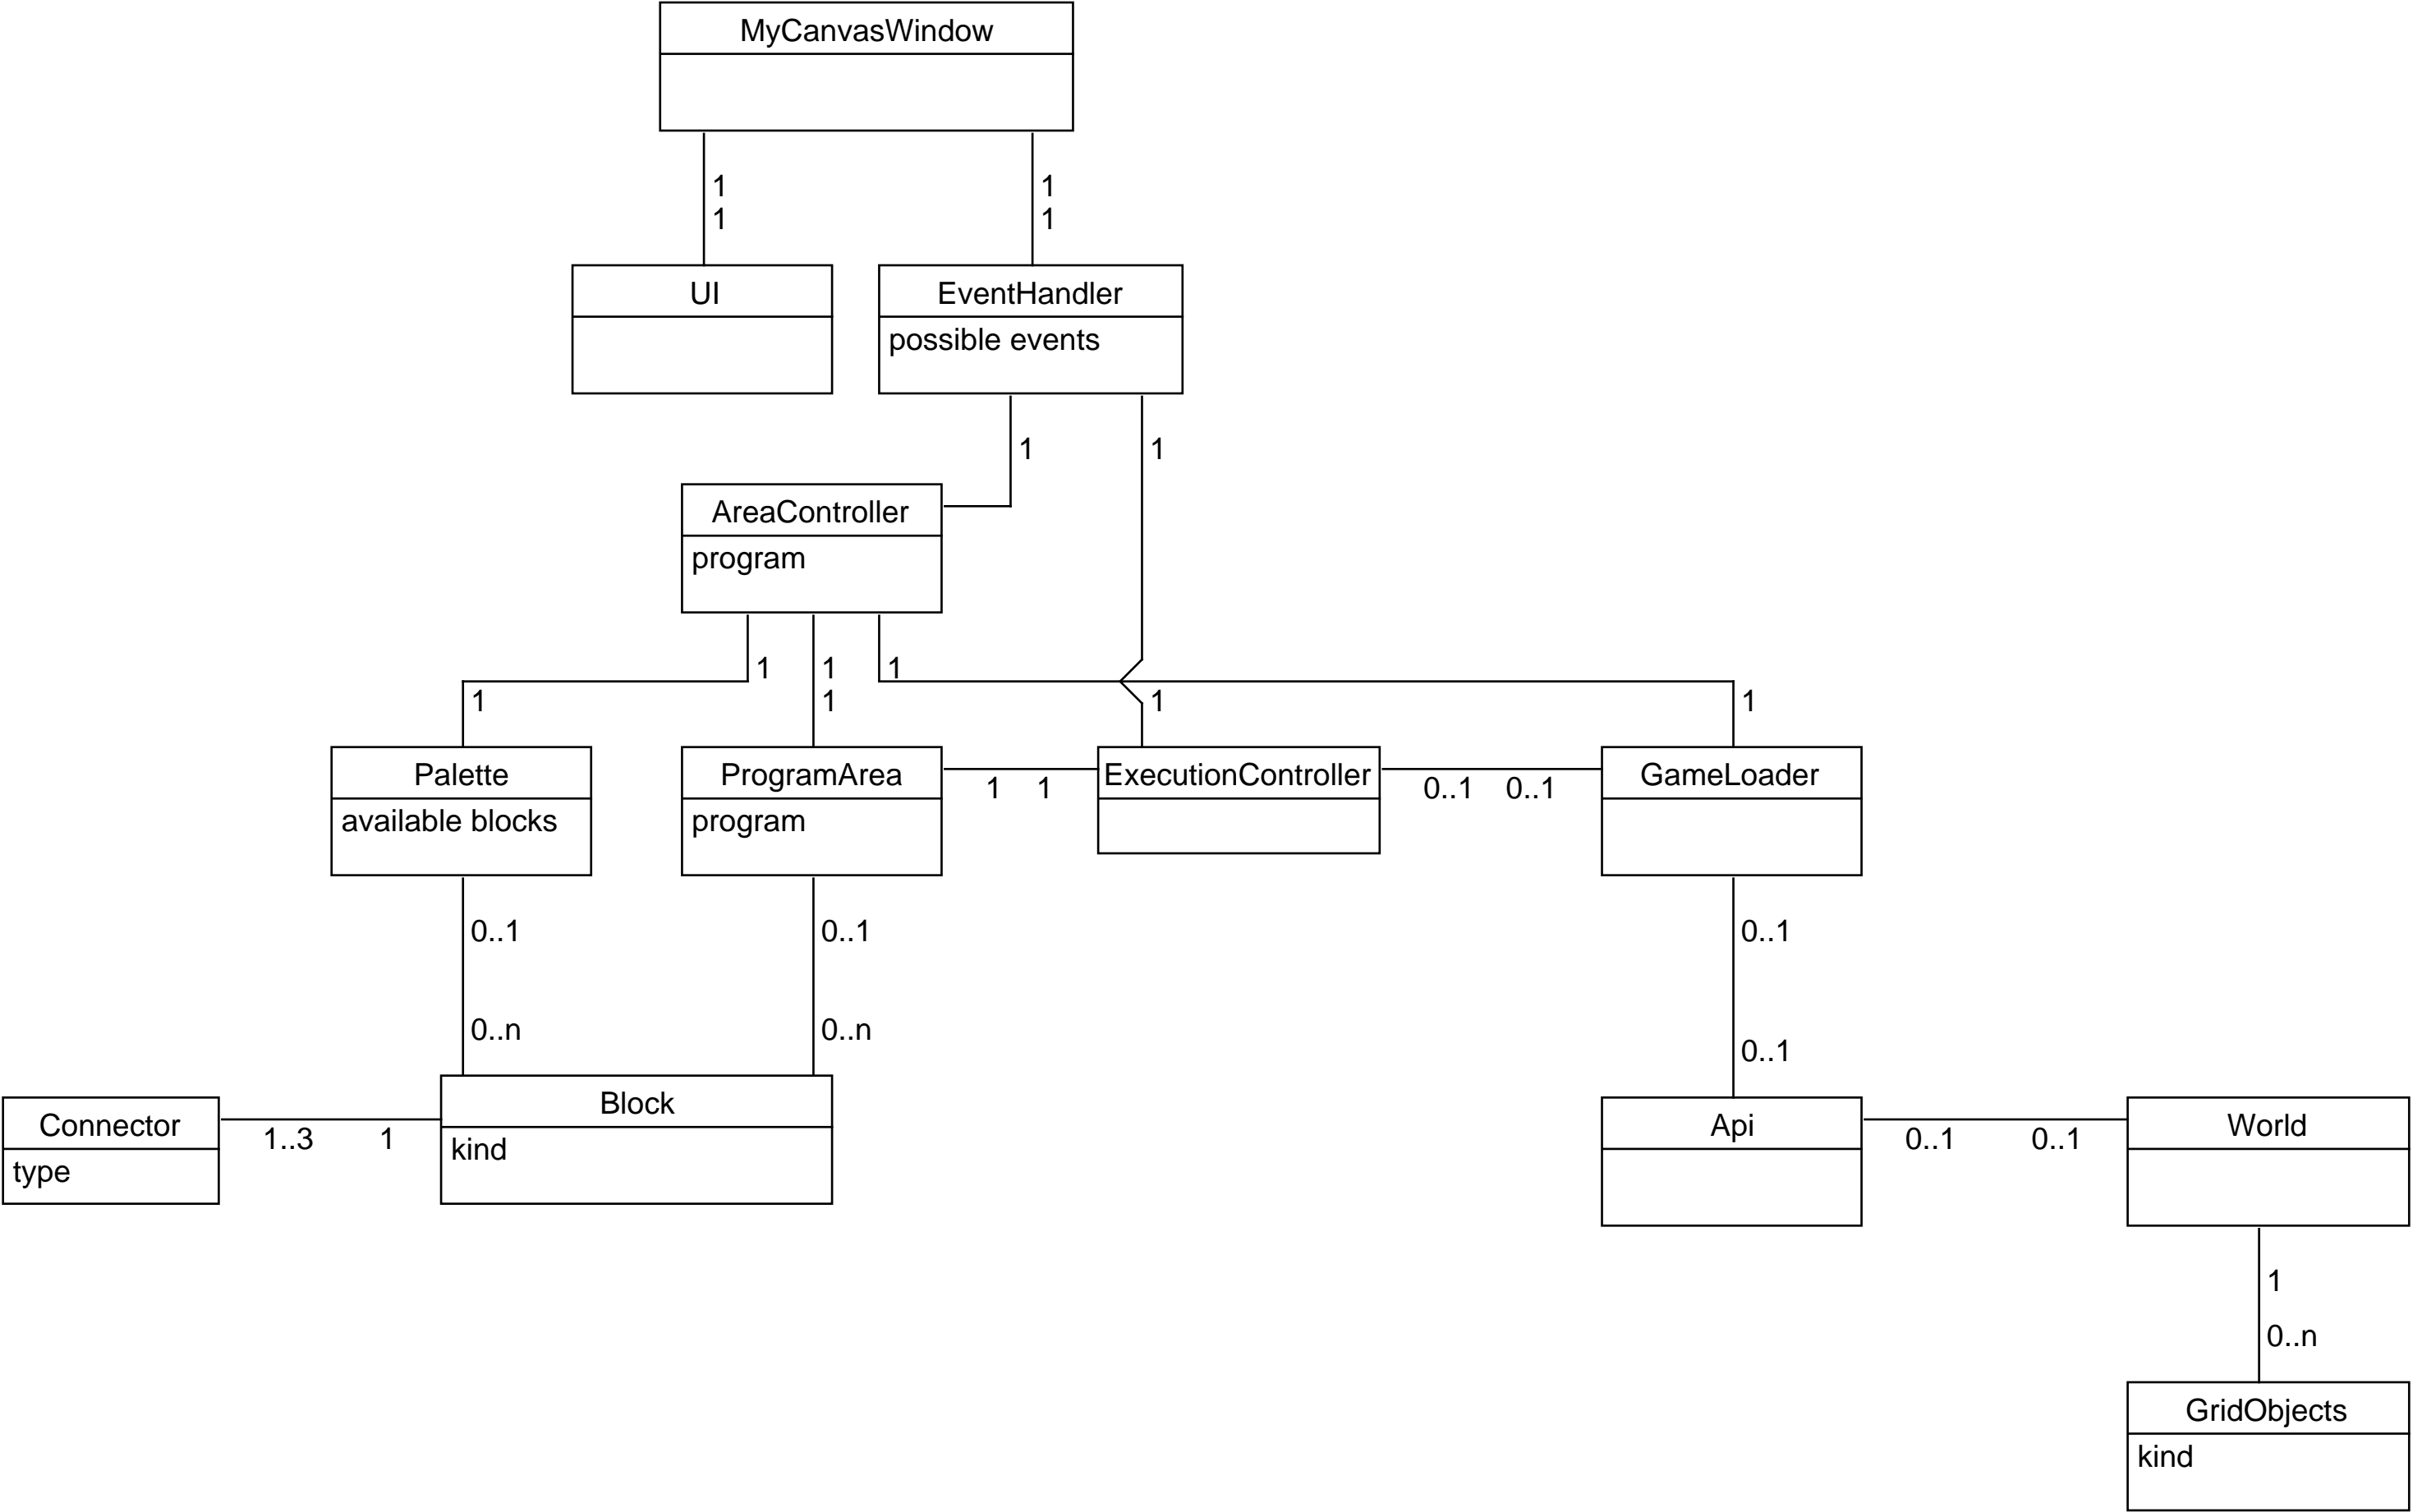 MyCanvasWindow
1
1
1
1
UI
EventHandler
possible events
1
1
AreaController
program
1
1
1
1
1
1
1
Palette
available blocks
ProgramArea
program
1
1
ExecutionController
0..1
0..1
GameLoader
0..1
0..1
0..1
0..n
0..n
0..1
Connector
type
1..3
1
Block
kind
Api
0..1
0..1
World
1
0..n
GridObjects
kind